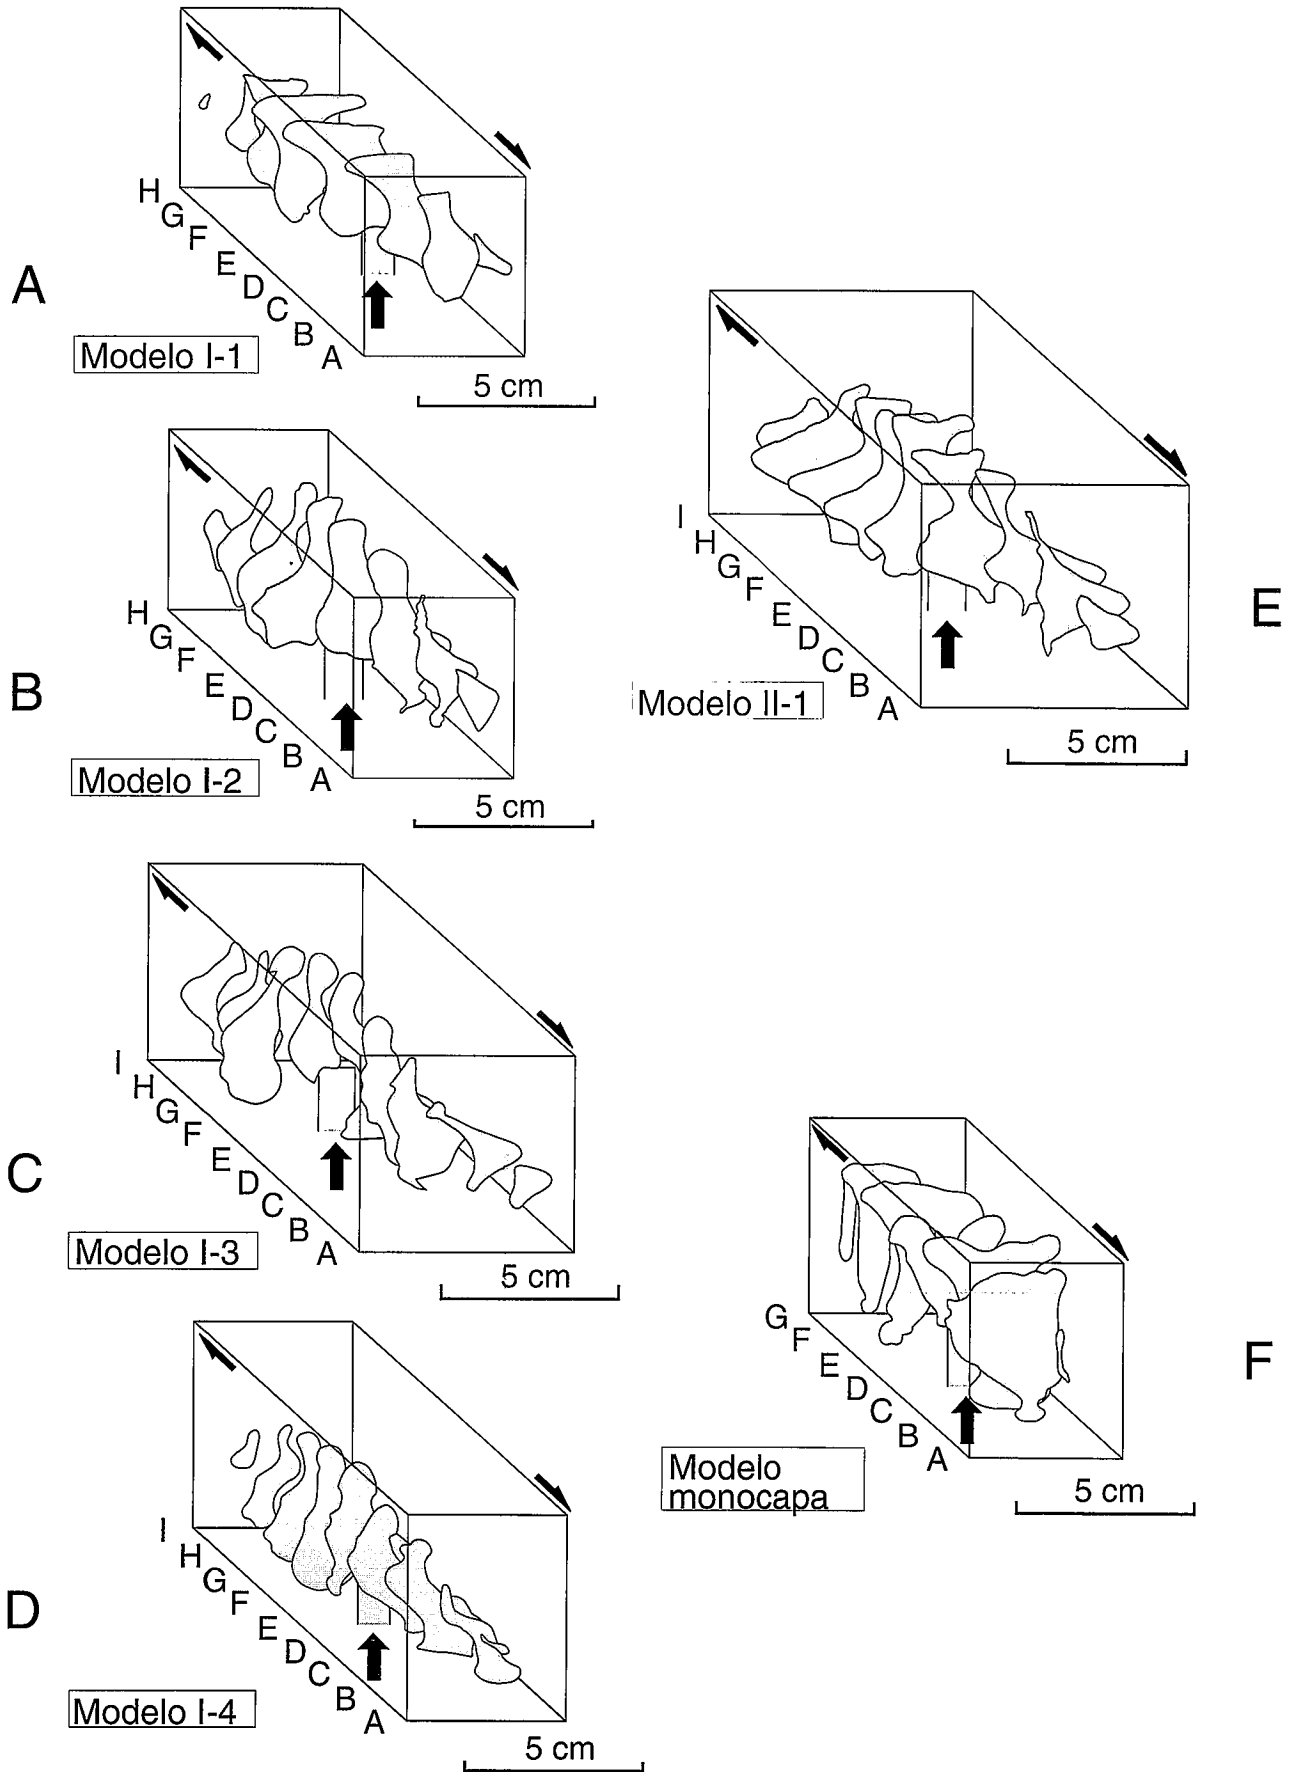 H
G
F
E
D
C
B
A
A
Modelo I-1
5 cm
H
G
F
E
D
C
B
A
B
Modelo I-2
5 cm
I
H
G
F
E
D
C
B
A
C
Modelo I-3
5 cm
I
H
G
F
E
D
C
B
A
D
Modelo I-4
5 cm
I
H
G
F
E
D
C
B
A
E
Modelo II-1
5 cm
G
F
E
D
C
B
A
F
Modelo
monocapa
5 cm